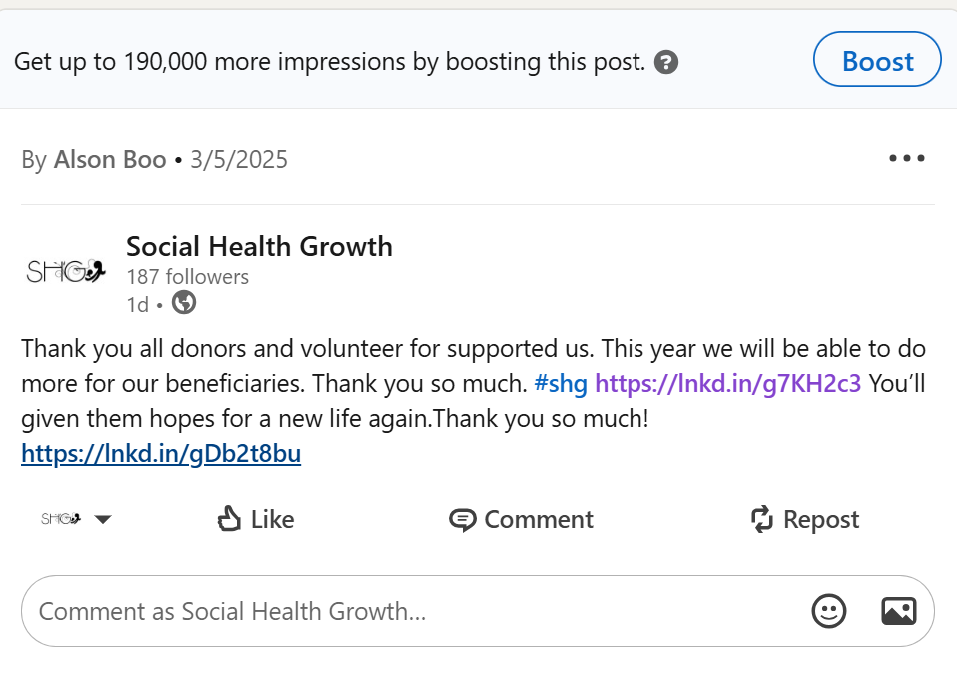 Get up to 190,000 more impressions by boosting this post. ?
Boost
By Alson Boo • 3/5/2025
SHG
Social Health Growth
187 followers
1d •
Thank you all donors and volunteer for supported us. This year we will be able to do
more for our beneficiaries. Thank you so much. #shg https://lnkd.in/g7KH2c3 You’ll
given them hopes for a new life again.Thank you so much!
https://lnkd.in/gDb2t8bu
SHG
Like
Comment
Repost
Comment as Social Health Growth...